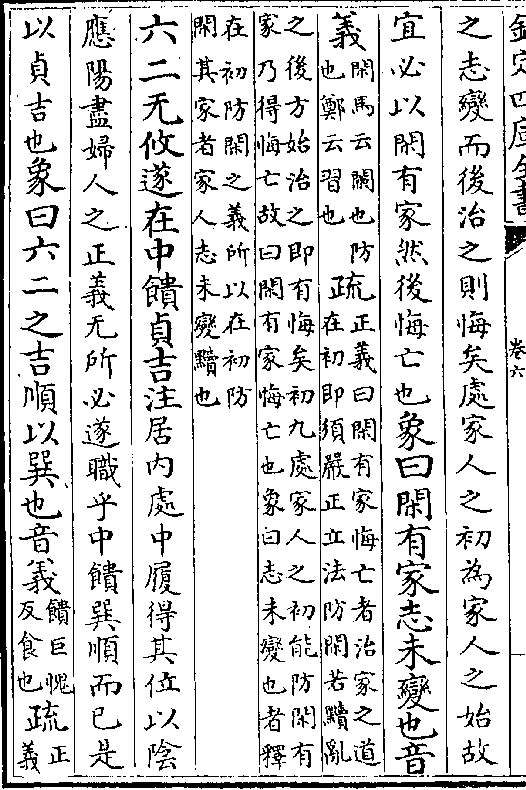 欽定四庫全書
卷六
之志變而後治之則悔矣處家人之初為家人之始故
宜必以閑有家然後悔亡也象曰閑有家志未變也音
義閑馬云闌也防
也鄭云習也疏正義曰閑有家悔亡者治家之道
在初即須嚴正立法防閑若黷亂
之後方始治之即有悔矣初九處家人之初能防閑有
家乃得悔亡故曰閑有家悔亡也象曰志未變也者釋
在初防閑之義所以在初防
閑其家者家人志未變黷也
六二无攸遂在中饋貞吉注居內處中履得其位以陰
應陽盡婦人之正義无所必遂職乎中饋巽順而已是
以貞吉也象曰六二之吉順以巽也音義饋巨愧
反食也疏正
義